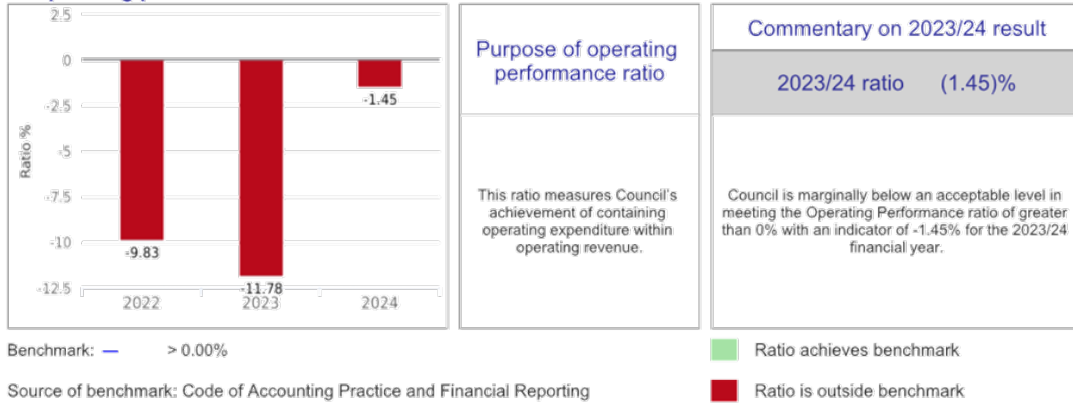 2.5
0
-2.5
-5
-7.5
-10
-12.5
Ratio %
-9.83
-11.78
-1.45
2022
2023
2024
Purpose of operating
performance ratio
This ratio measures Council's
achievement of containing
operating expenditure within
operating revenue.
Commentary on 2023/24 result
2023/24 ratio (1.45)%
Council is marginally below an acceptable level in
meeting the Operating Performance ratio of greater
than 0% with an indicator of -1.45% for the 2023/24
financial year.
Benchmark: — > 0.00%
Source of benchmark: Code of Accounting Practice and Financial Reporting
Ratio achieves benchmark
Ratio is outside benchmark